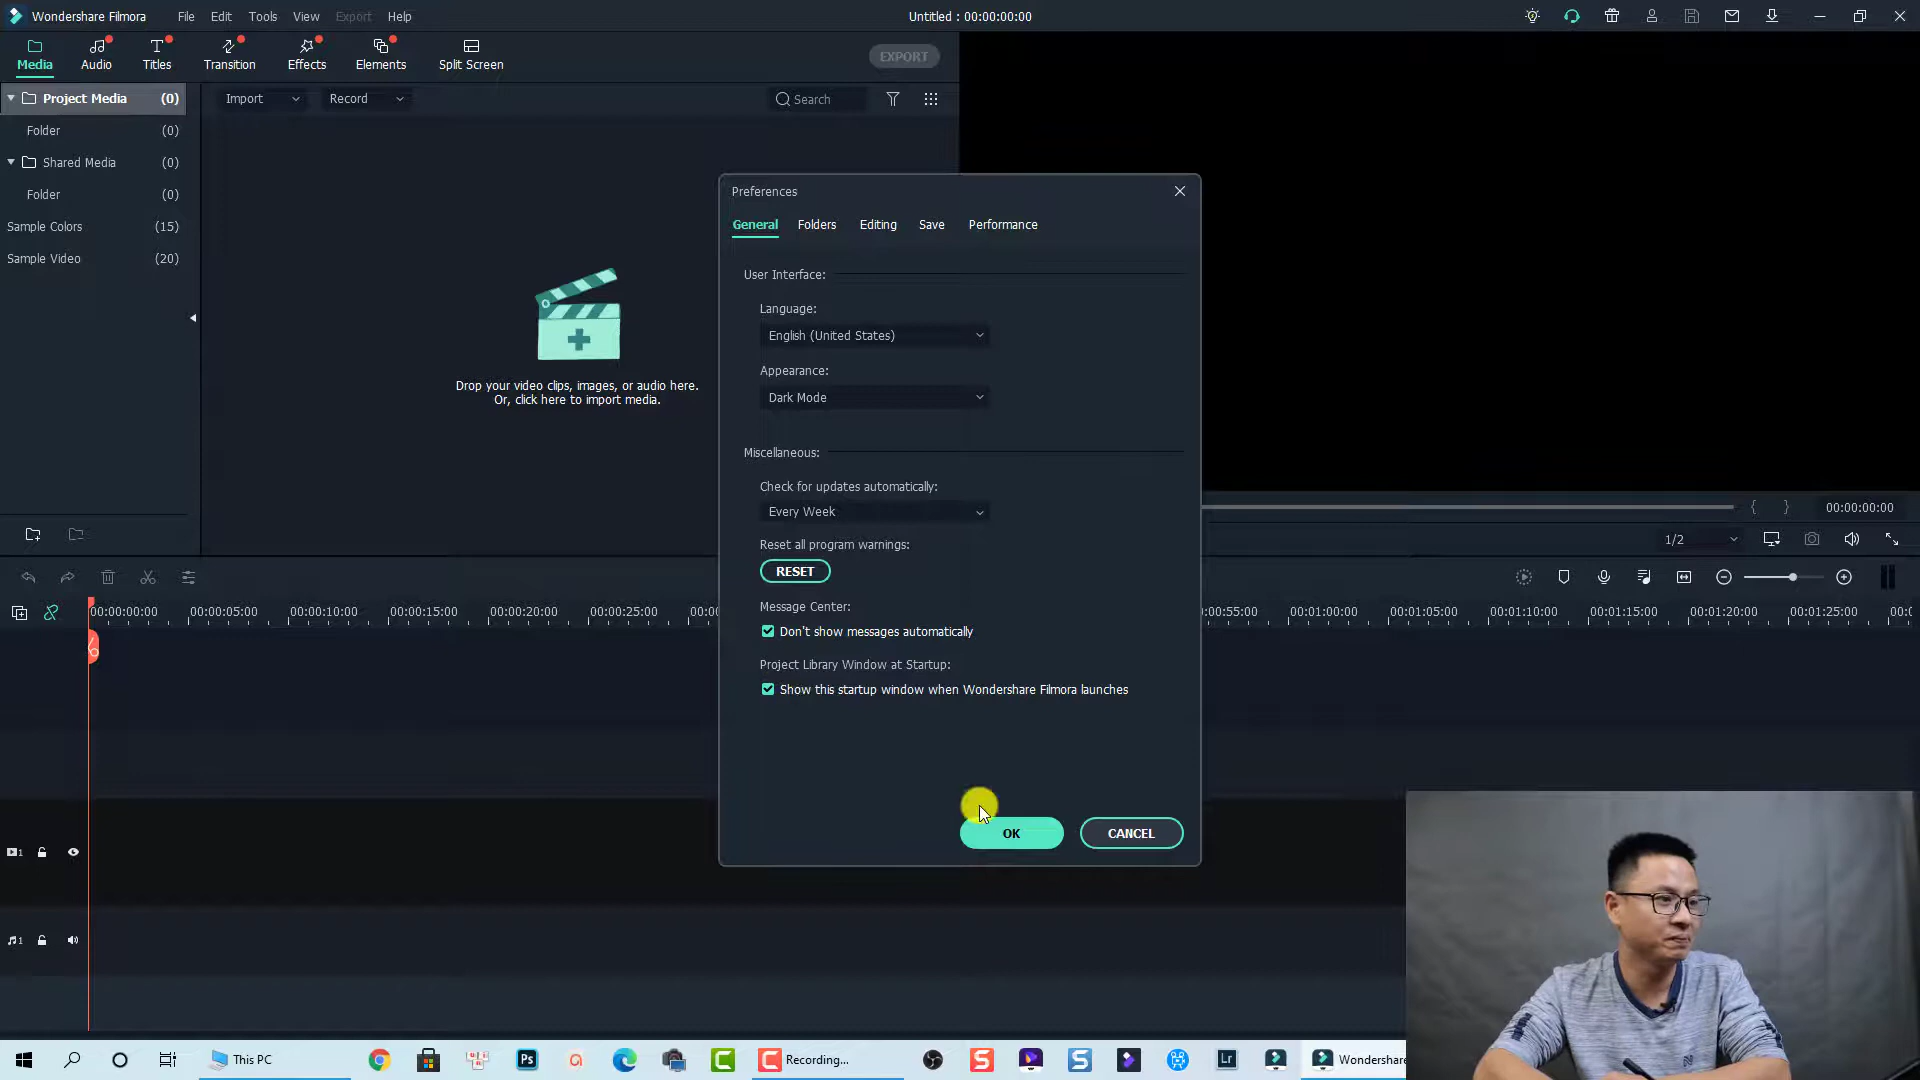 Wondershare Filmora File Edit Tools View Export Help Untitled : 00:00:00:00
Media Audio Titles Transition Effects Elements Split Screen EXPORT
Project Media (0)
Import Record Search
Folder (0)
Shared Media (0)
Folder (0)
Sample Colors (15)
Sample Video (20)
Drop your video clips, images, or audio here.
Or, click here to import media.
Preferences
General Folders Editing Save Performance
User Interface:
Language:
English (United States)
Appearance:
Dark Mode
Miscellaneous:
Check for updates automatically:
Every Week
Reset all program warnings:
RESET
Message Center:
Don't show messages automatically
Project Library Window at Startup:
Show this startup window when Wondershare Filmora launches
OK CANCEL
{ } 00:00:00:00
1/2
00:00:00:00 00:00:05:00 00:00:10:00 00:00:15:00 00:00:20:00 00:00:25:00 00:01:00:00 00:01:05:00 00:01:10:00 00:01:15:00 00:01:20:00 00:01:25:00
1
1
This PC Ps Recording... Lr Wondershare